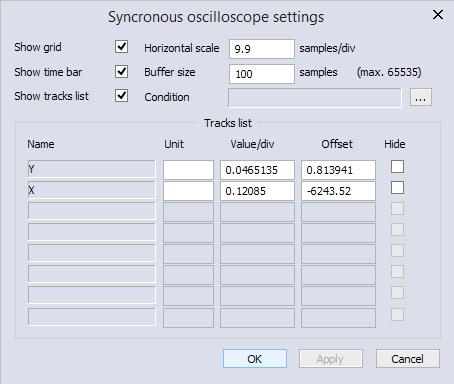 Syncronous oscilloscope settings
Show grid Horizontal scale 9.9 samples/div
Show time bar Buffer size 100 samples (max. 65535)
Show tracks list Condition ...
Tracks list
Name Unit Value/div Offset Hide
Y 0.0465135 0.813941
X 0.12085 -6243.52
OK Apply Cancel